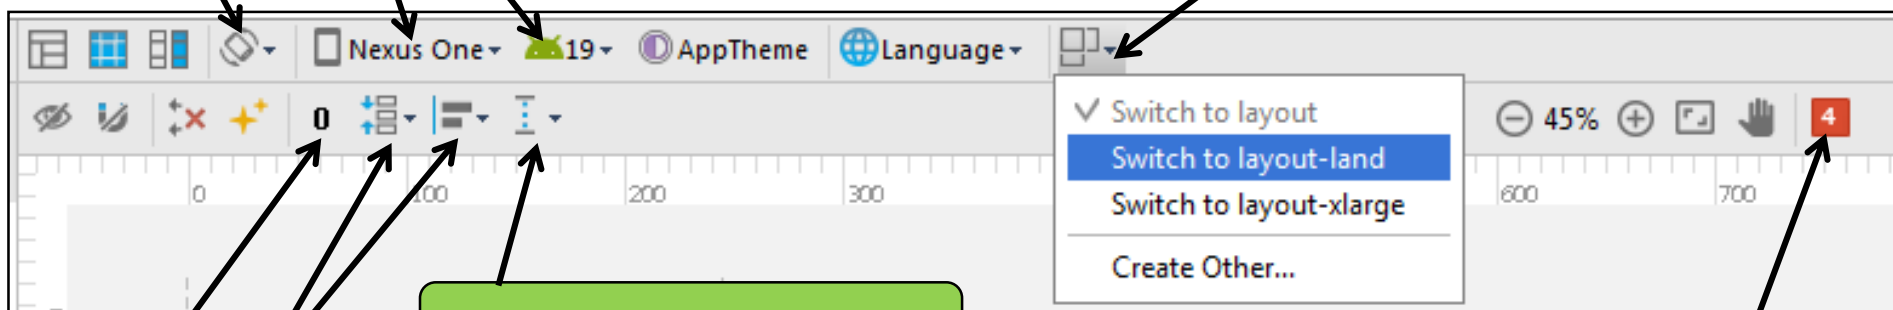 Nexus One 19 AppTheme Language
0 45% 4
Switch to layout
Switch to layout-land
Switch to layout-xlarge
Create Other...
0 100 200 300 600 700